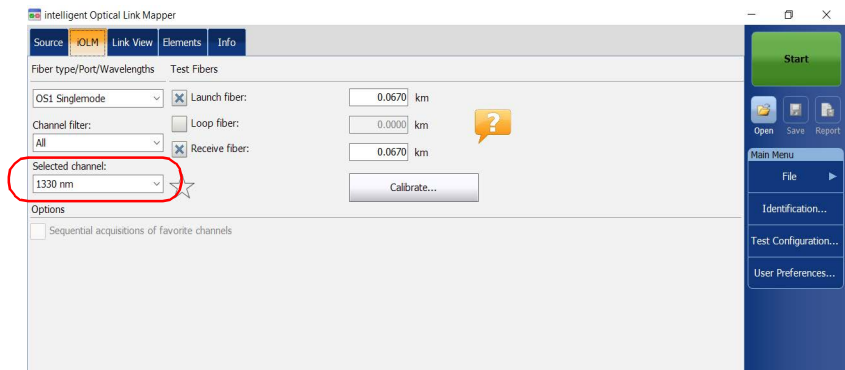 intelligent Optical Link Mapper
Source iOLM Link View Elements Info
Fiber type/Port/Wavelengths Test Fibers
OS1 Singlemode
Launch fiber: 0.0670 km
Channel filter:
Loop fiber: 0.0000 km
All
Receive fiber: 0.0670 km
Selected channel:
1330 nm
Calibrate...
Options
Sequential acquisitions of favorite channels
?
Start
Open Save Report
Main Menu
File
Identification...
Test Configuration...
User Preferences...